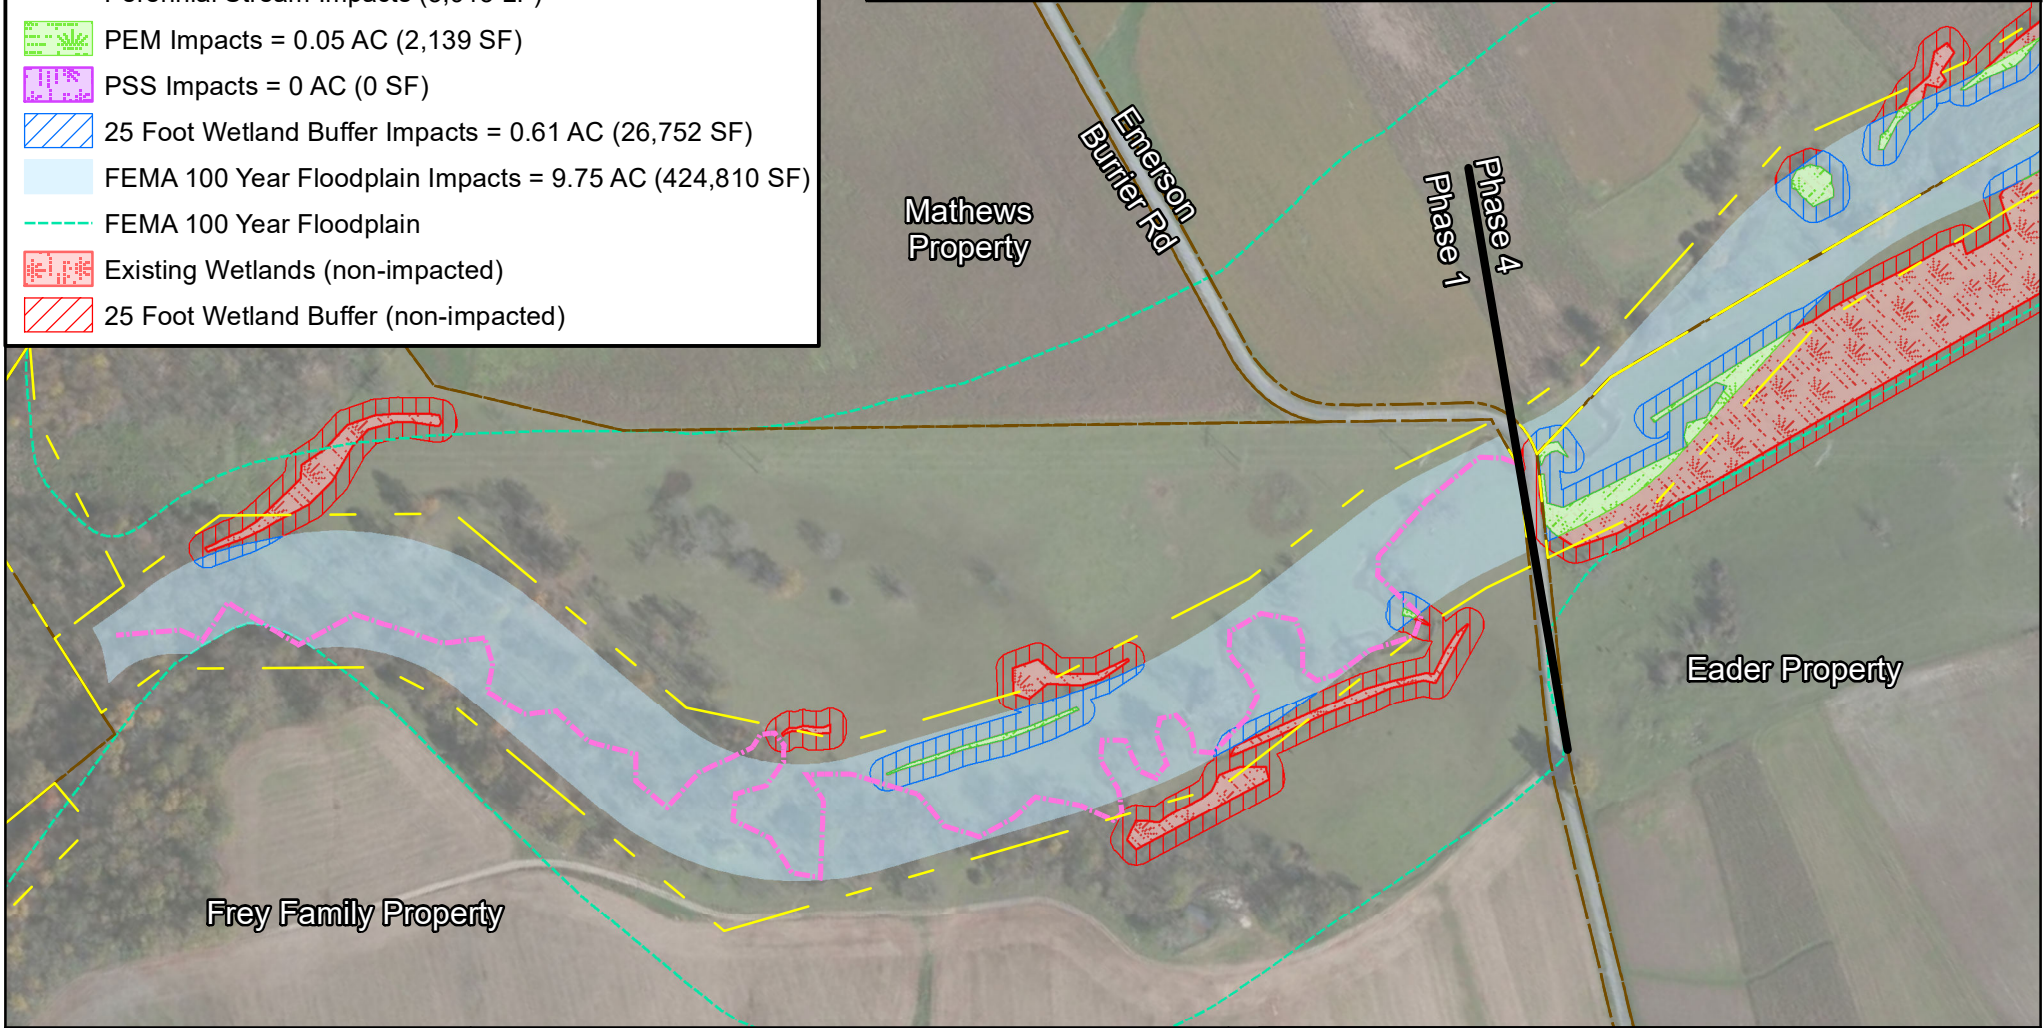 PEM Impacts = 0.05 AC (2,139 SF)
PSS Impacts = 0 AC (0 SF)
25 Foot Wetland Buffer Impacts = 0.61 AC (26,752 SF)
FEMA 100 Year Floodplain Impacts = 9.75 AC (424,810 SF)
FEMA 100 Year Floodplain
Existing Wetlands (non-impacted)
25 Foot Wetland Buffer (non-impacted)
Mathews
Property
Emerson
Burrier Rd
Phase 4
Phase 1
Eader Property
Frey Family Property